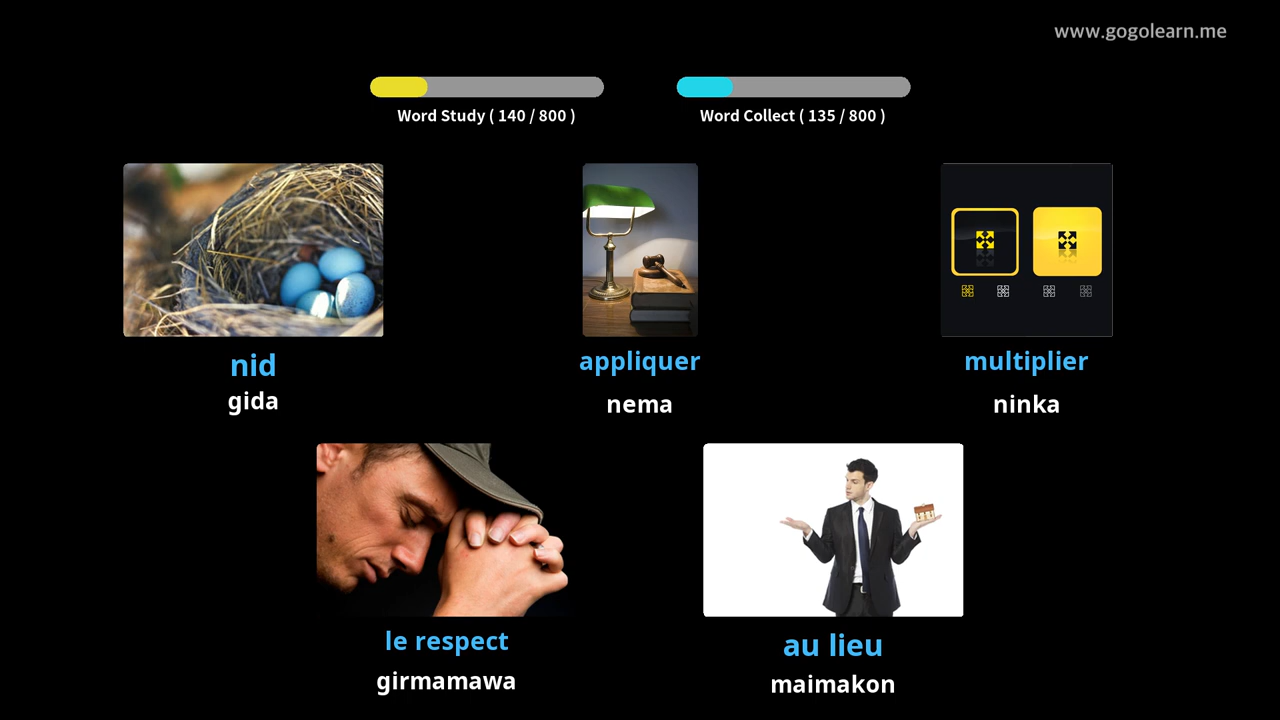 www.gogolearn.me
Word Study ( 140 / 800 )
Word Collect ( 135 / 800 )
nid
gida
appliquer
nema
multiplier
ninka
le respect
girmamawa
au lieu
maimakon